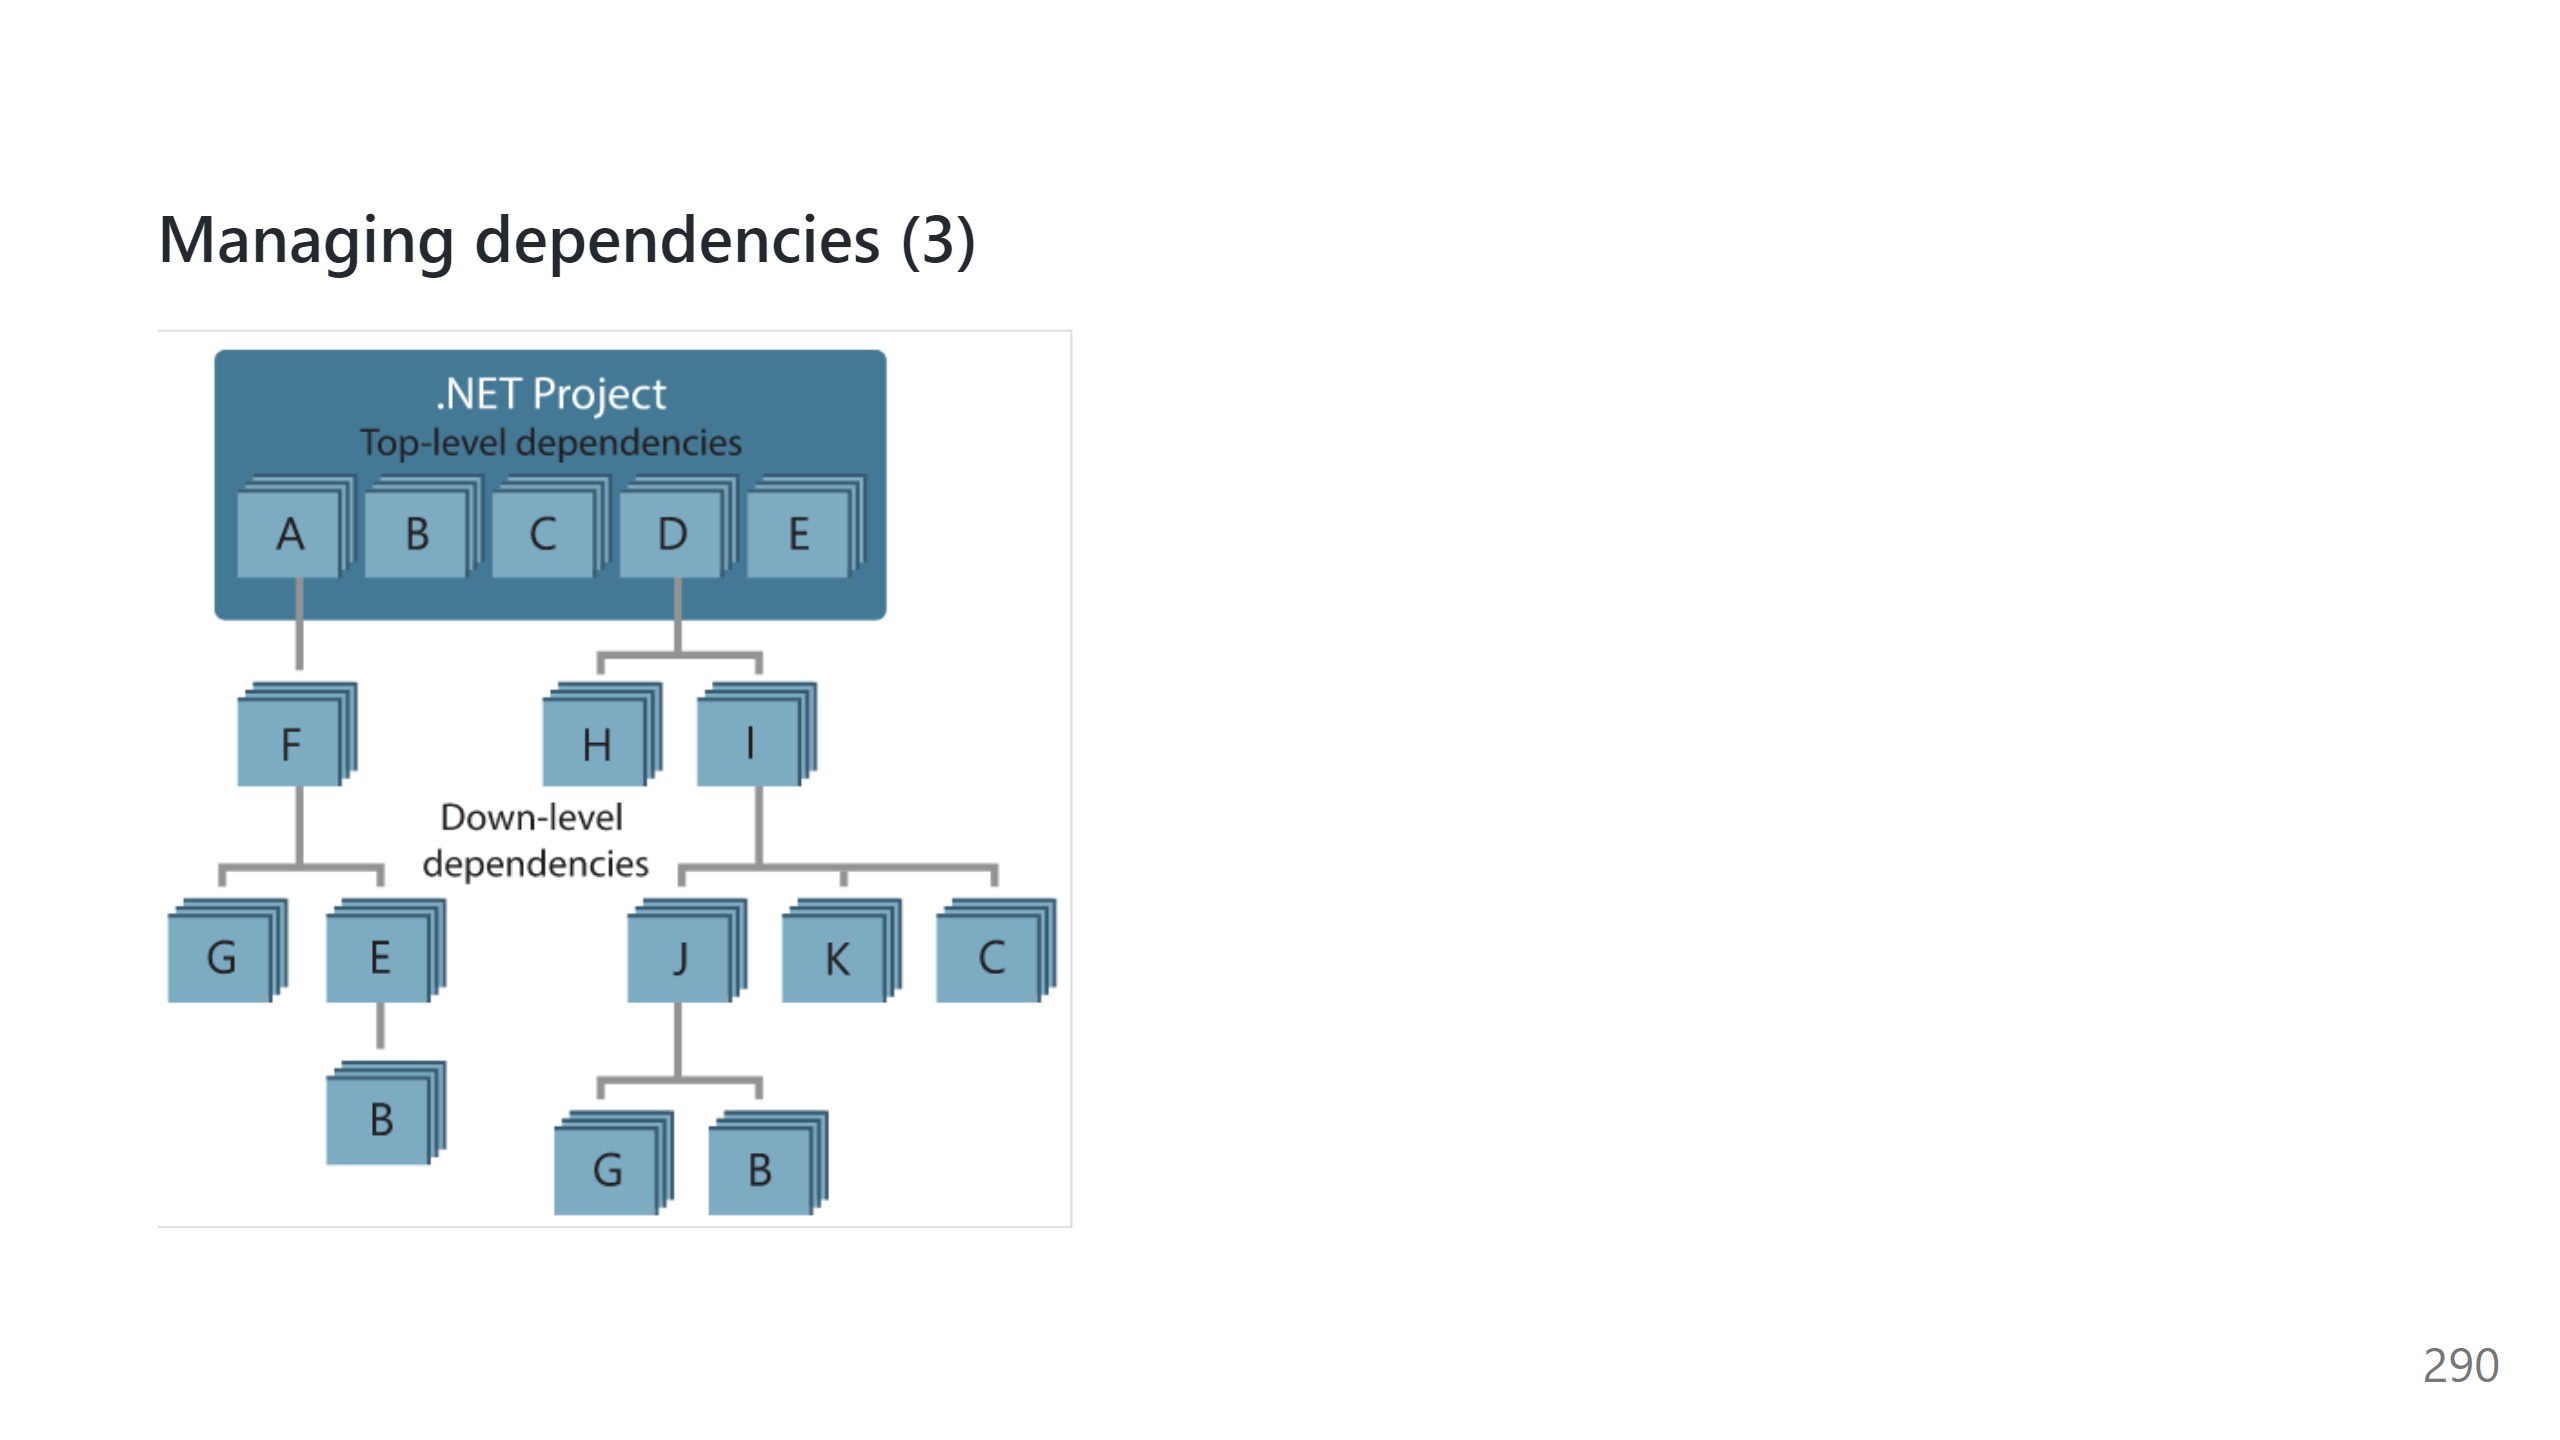 Managing dependencies (3)
.NET Project
Top-level dependencies
A B C D E
F H I
Down-level
dependencies
G E J K C
B
G B
290